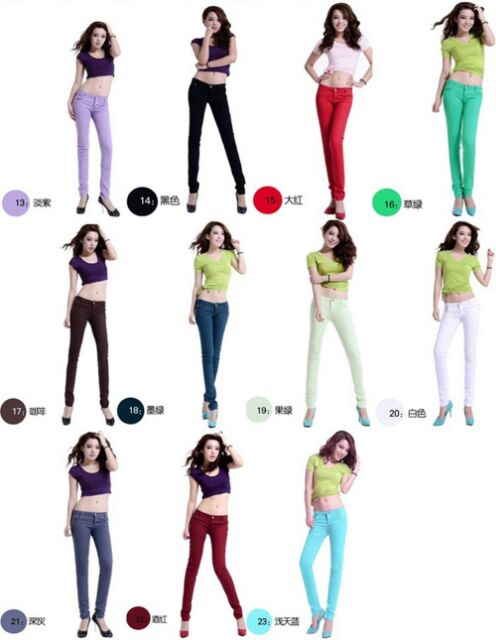 13: 淡紫
14: 黑色
15: 大红
16: 草绿
17: 咖啡
18: 墨绿
19: 果绿
20: 白色
21: 深灰
22: 酒红
23: 浅天蓝